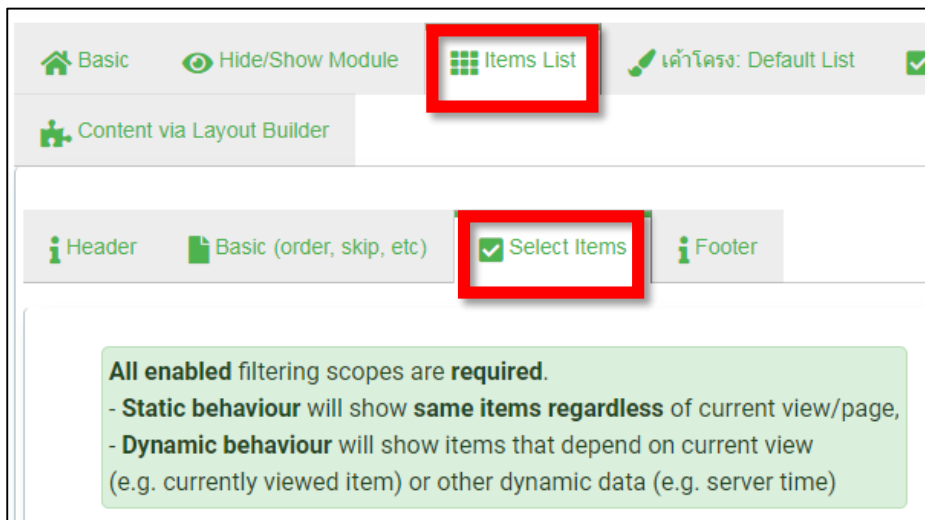 Basic Hide/Show Module Items List เค้าโครง: Default List
Content via Layout Builder
Header Basic (order, skip, etc) Select Items Footer
All enabled filtering scopes are required.
- Static behaviour will show same items regardless of current view/page,
- Dynamic behaviour will show items that depend on current view
(e.g. currently viewed item) or other dynamic data (e.g. server time)